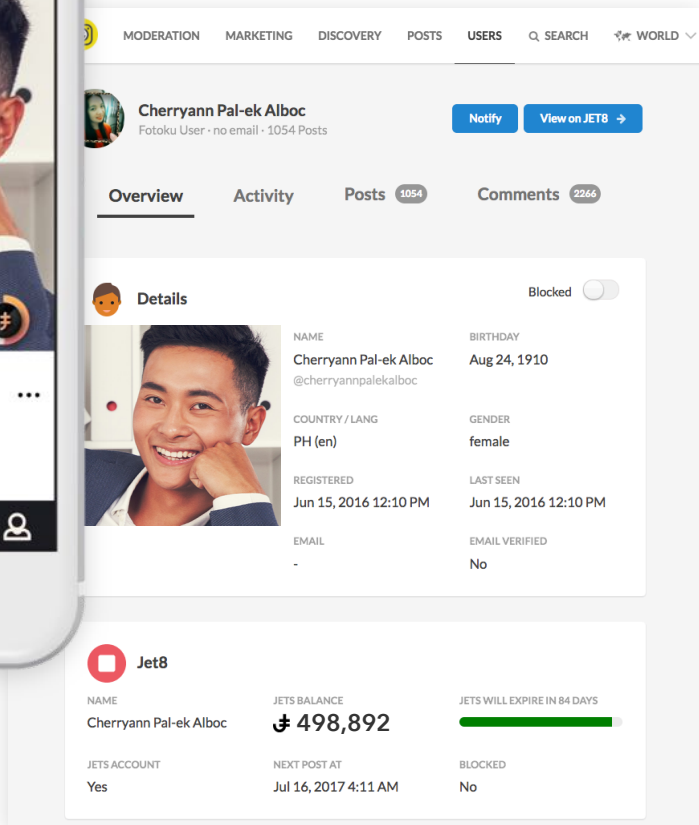 MODERATION MARKETING DISCOVERY POSTS USERS SEARCH WORLD
Cherryann Pal-ek Alboc
Fotoku User · no email · 1054 Posts
Notify
View on JET8 →
Overview Activity Posts 1054 Comments 2266
Details
Blocked
NAME
Cherryann Pal-ek Alboc
@cherryannpalekalboc
BIRTHDAY
Aug 24, 1910
COUNTRY / LANG
PH (en)
GENDER
female
REGISTERED
Jun 15, 2016 12:10 PM
LAST SEEN
Jun 15, 2016 12:10 PM
EMAIL
-
EMAIL VERIFIED
No
Jet8
NAME
Cherryann Pal-ek Alboc
JETS BALANCE
498,892
JETS WILL EXPIRE IN 84 DAYS
JETS ACCOUNT
Yes
NEXT POST AT
Jul 16, 2017 4:11 AM
BLOCKED
No